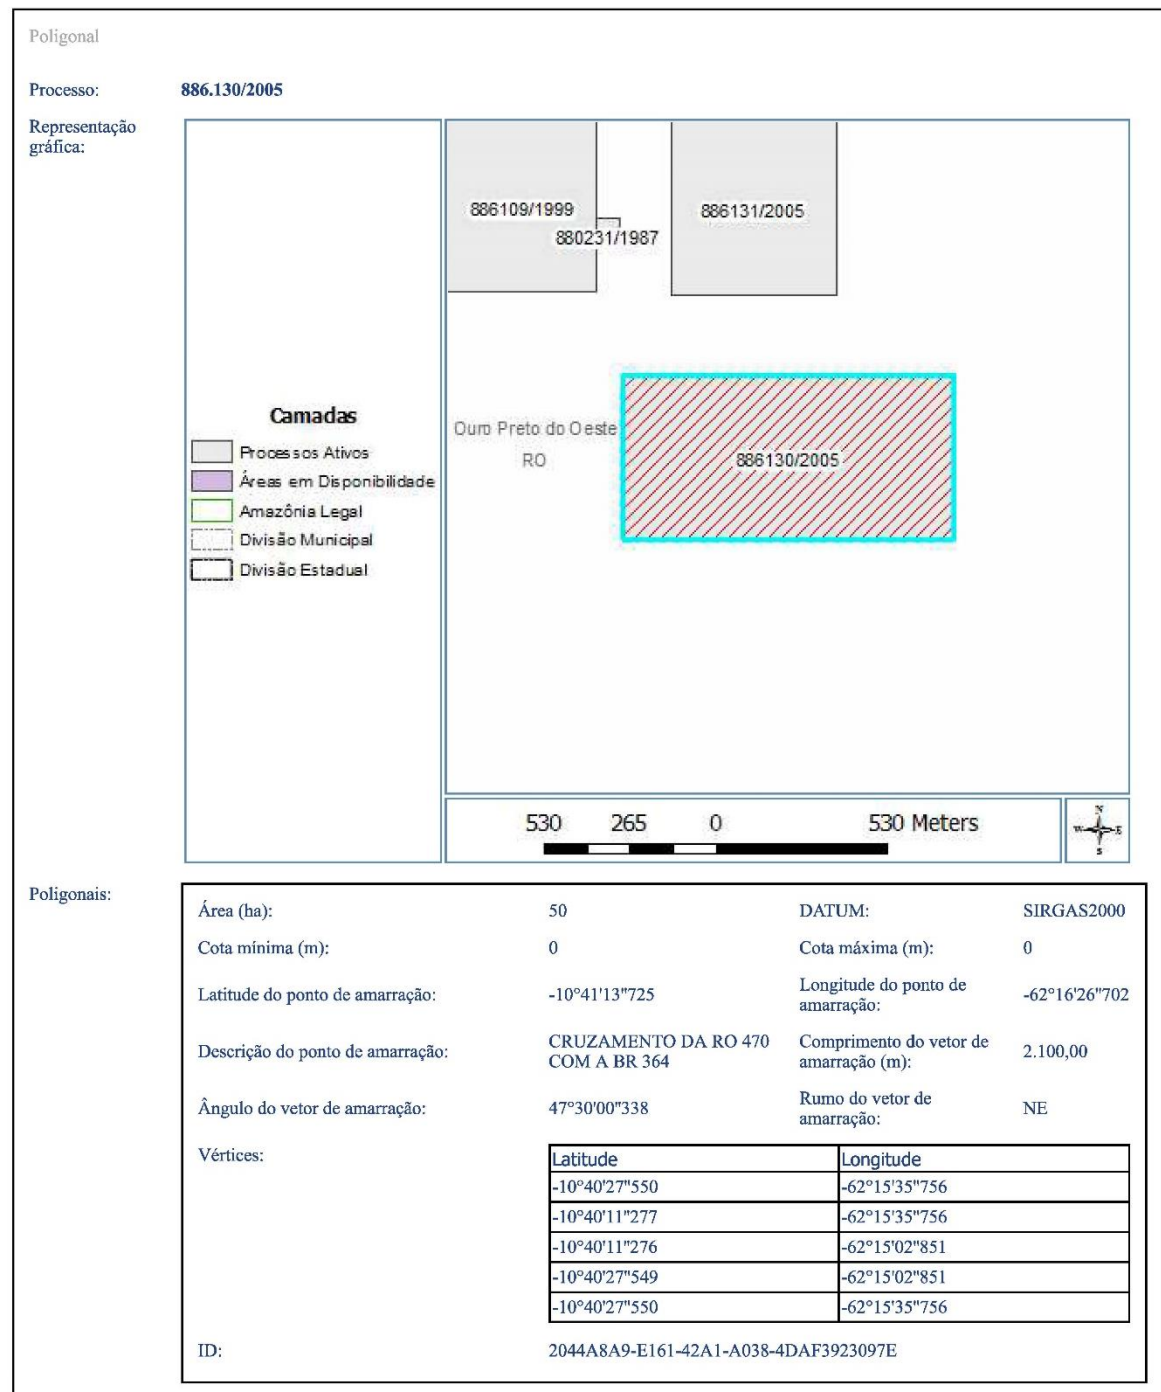 Poligonal
Processo: 886.130/2005
Representação
gráfica:
886109/1999
880231/1987
886131/2005
Ouro Preto do Oeste
RO
886130/2005
Camadas
Processos Ativos
Áreas em Disponibilidade
Amazônia Legal
Divisão Municipal
Divisão Estadual
530 265 0 530 Meters
N
W E
S
Poligonais:
Área (ha): 50 DATUM: SIRGAS2000
Cota mínima (m): 0 Cota máxima (m): 0
Latitude do ponto de amarração: -10°41'13"725 Longitude do ponto de
amarração: -62°16'26"702
Descrição do ponto de amarração: CRUZAMENTO DA RO 470
COM A BR 364
Comprimento do vetor de
amarração (m): 2.100,00
Ângulo do vetor de amarração: 47°30'00"338 Rumo do vetor de
amarração: NE
Vértices:
Latitude Longitude
-10°40'27"550 -62°15'35"756
-10°40'11"277 -62°15'35"756
-10°40'11"276 -62°15'02"851
-10°40'27"549 -62°15'02"851
-10°40'27"550 -62°15'35"756
ID: 2044A8A9-E161-42A1-A038-4DAF3923097E